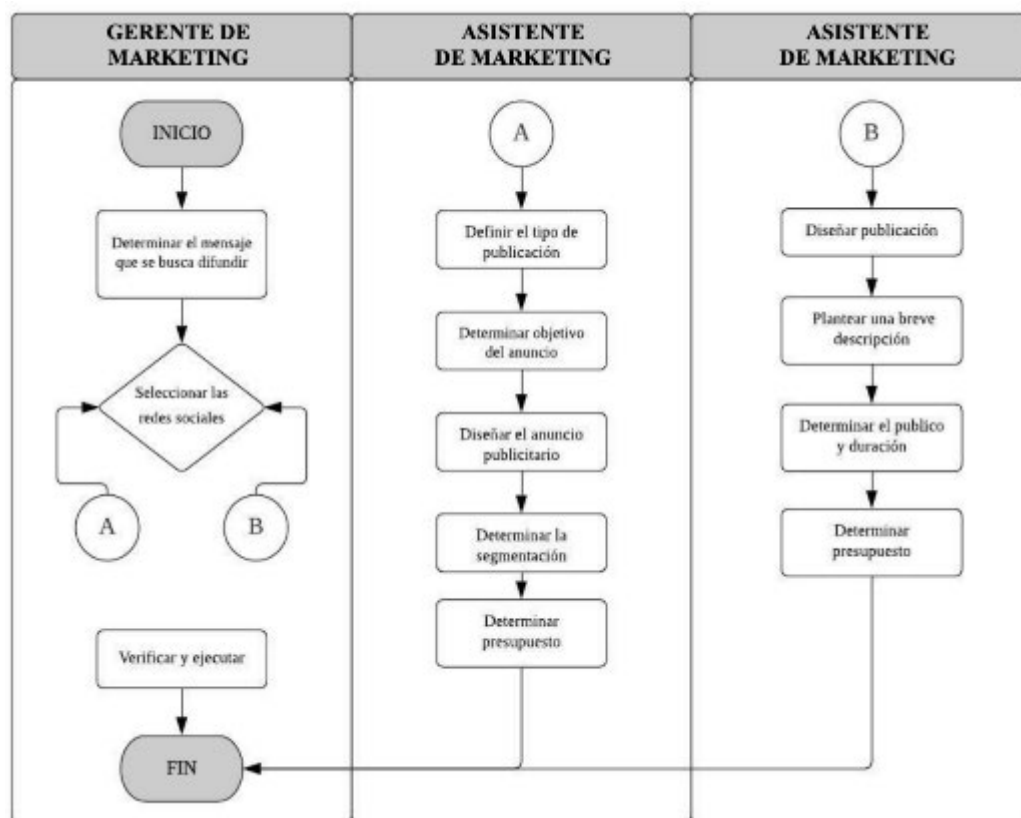 GERENTE DE
MARKETING
ASISTENTE
DE MARKETING
ASISTENTE
DE MARKETING
INICIO
Determinar el mensaje
que se busca difundir
Seleccionar las
redes sociales
A
B
Verificar y ejecutar
FIN
A
Definir el tipo de
publicación
Determinar objetivo
del anuncio
Diseñar el anuncio
publicitario
Determinar la
segmentación
Determinar
presupuesto
B
Diseñar publicación
Plantear una breve
descripción
Determinar el publico
y duración
Determinar
presupuesto